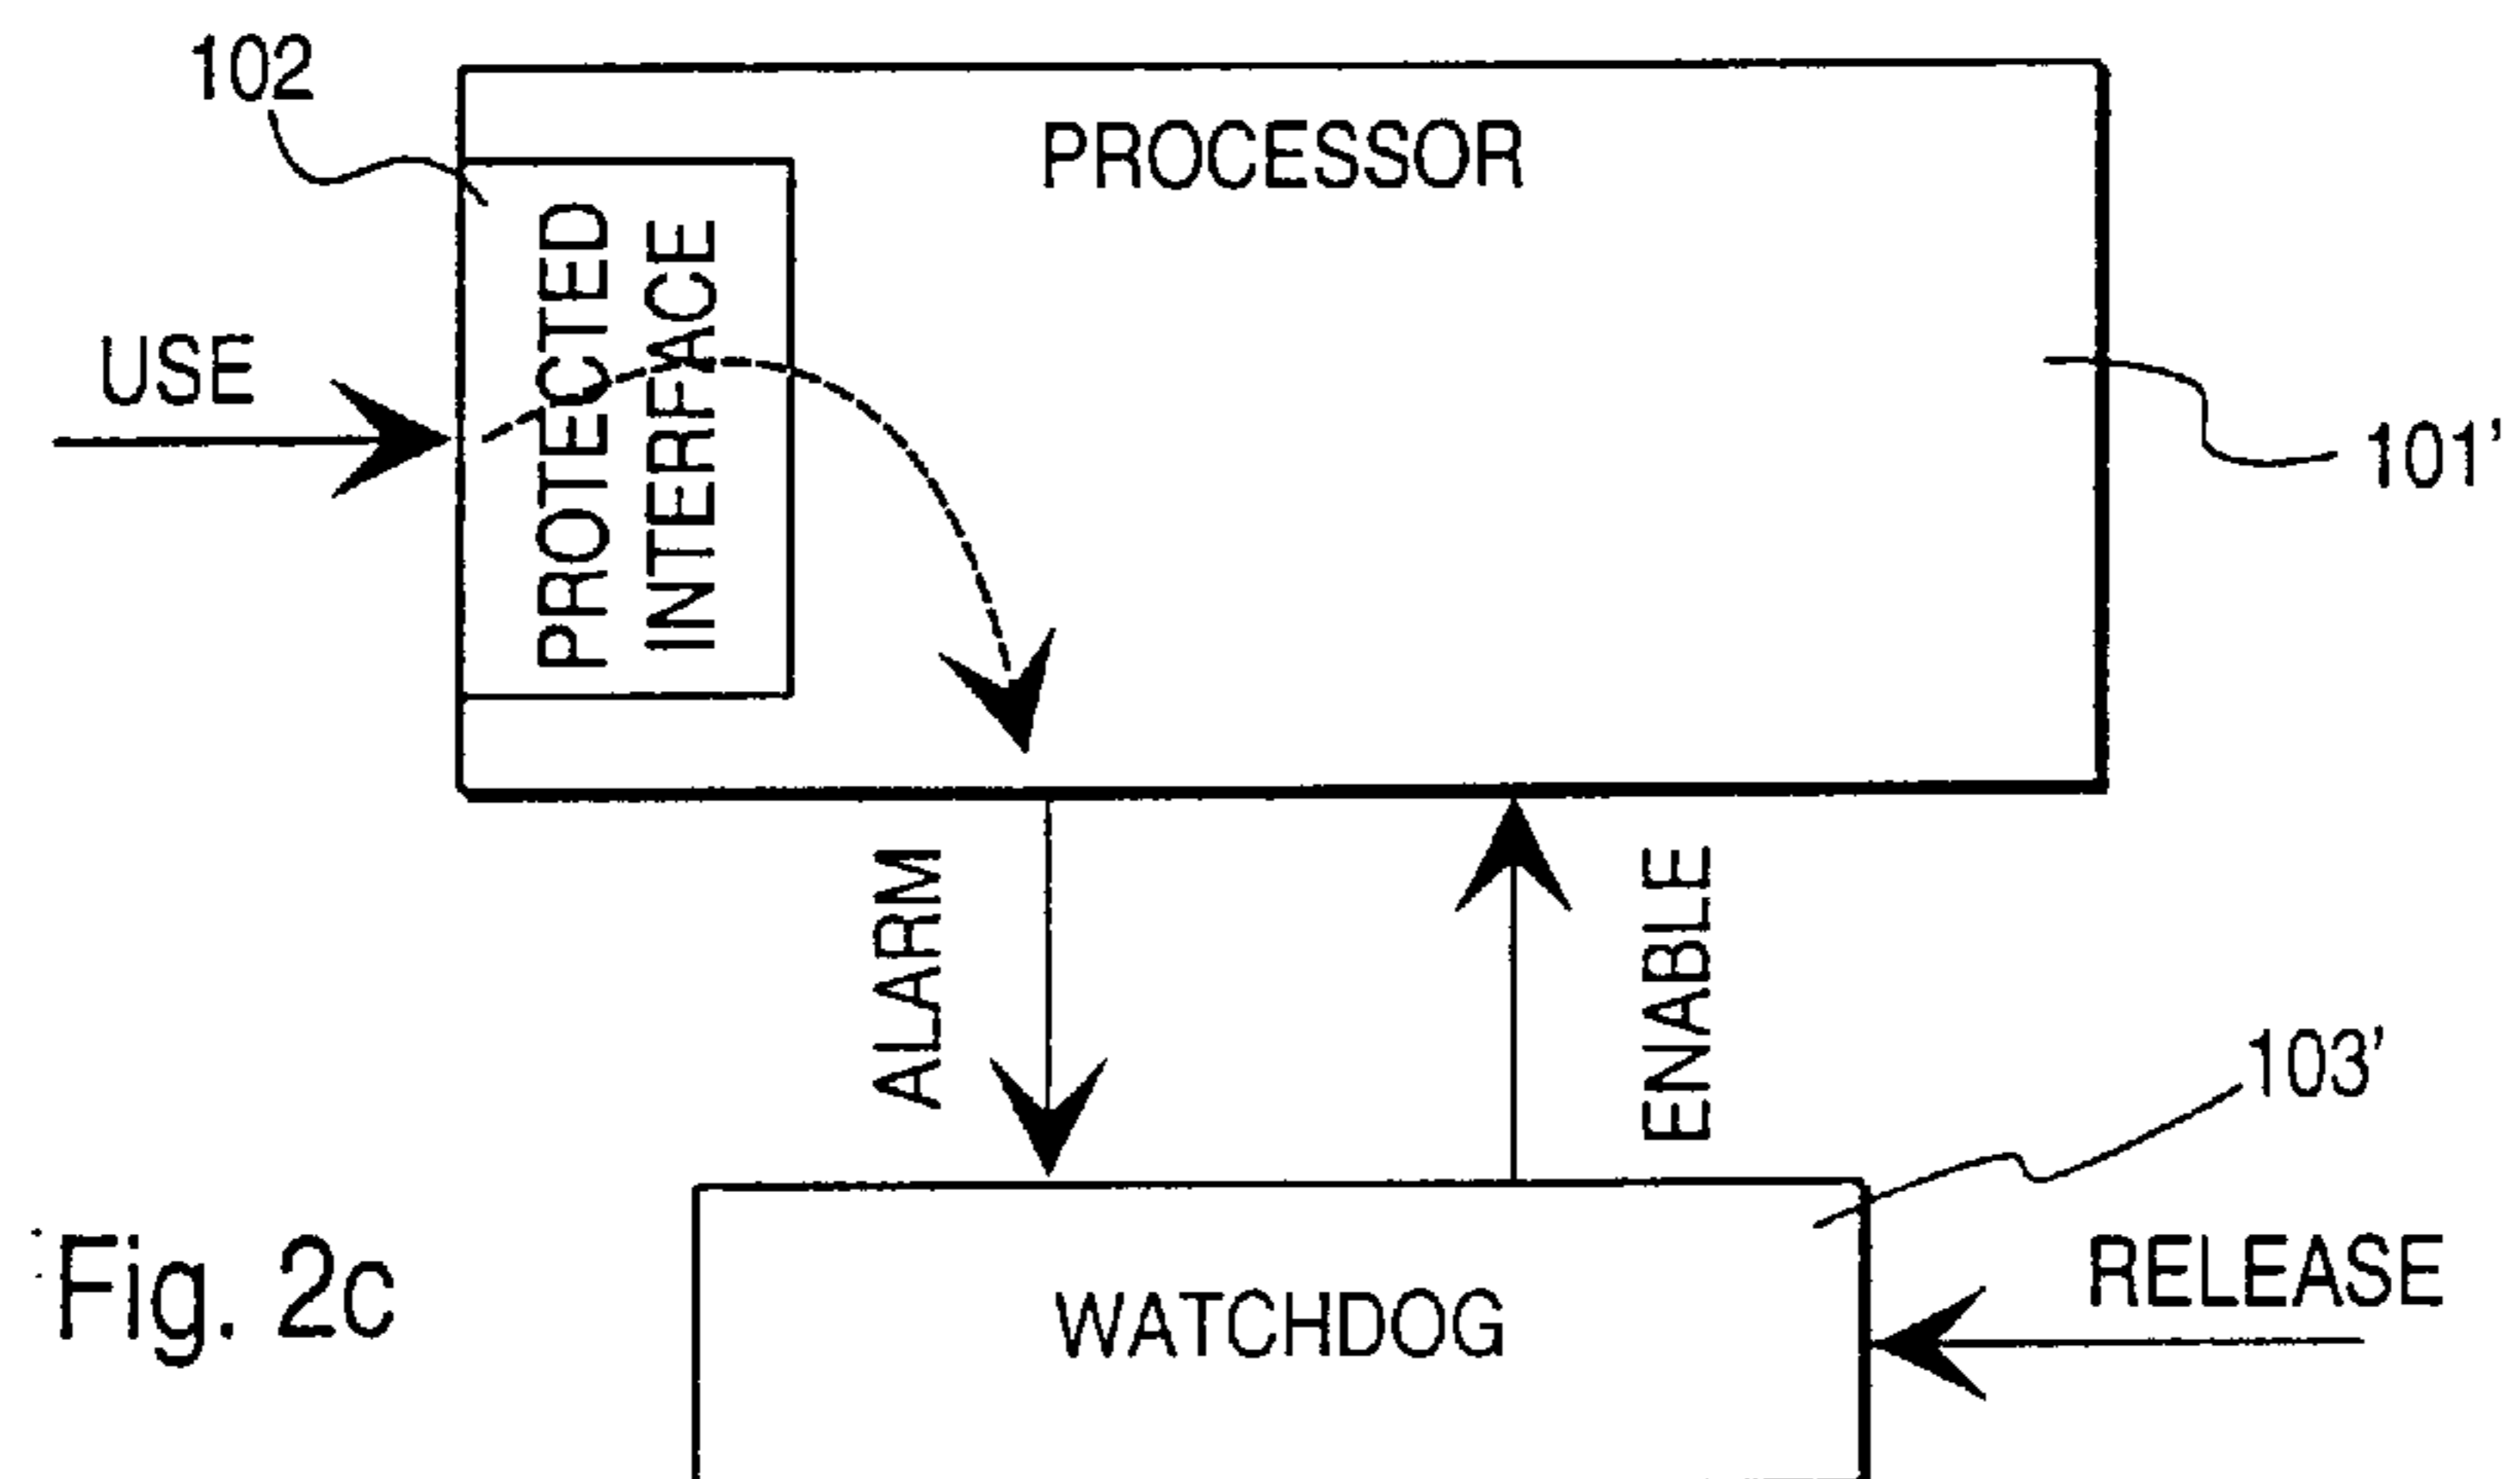 102
PROCESSOR
PROTECTED
INTERFACE
USE
101'
ALARM
ENABLE
103'
Fig. 2c
WATCHDOG
RELEASE